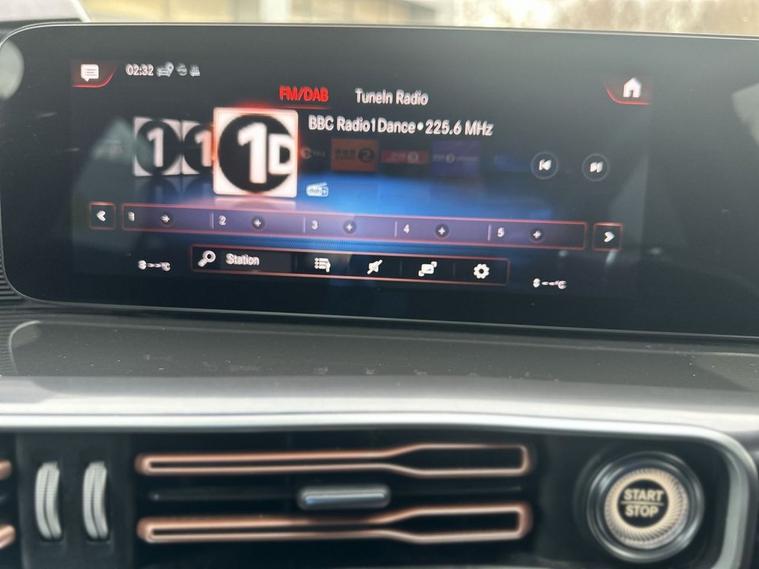 02:32
FM/DAB TuneIn Radio
BBC Radio1Dance • 225.6 MHz
1 1 1D
1 2 3 4 5
Station
START
STOP